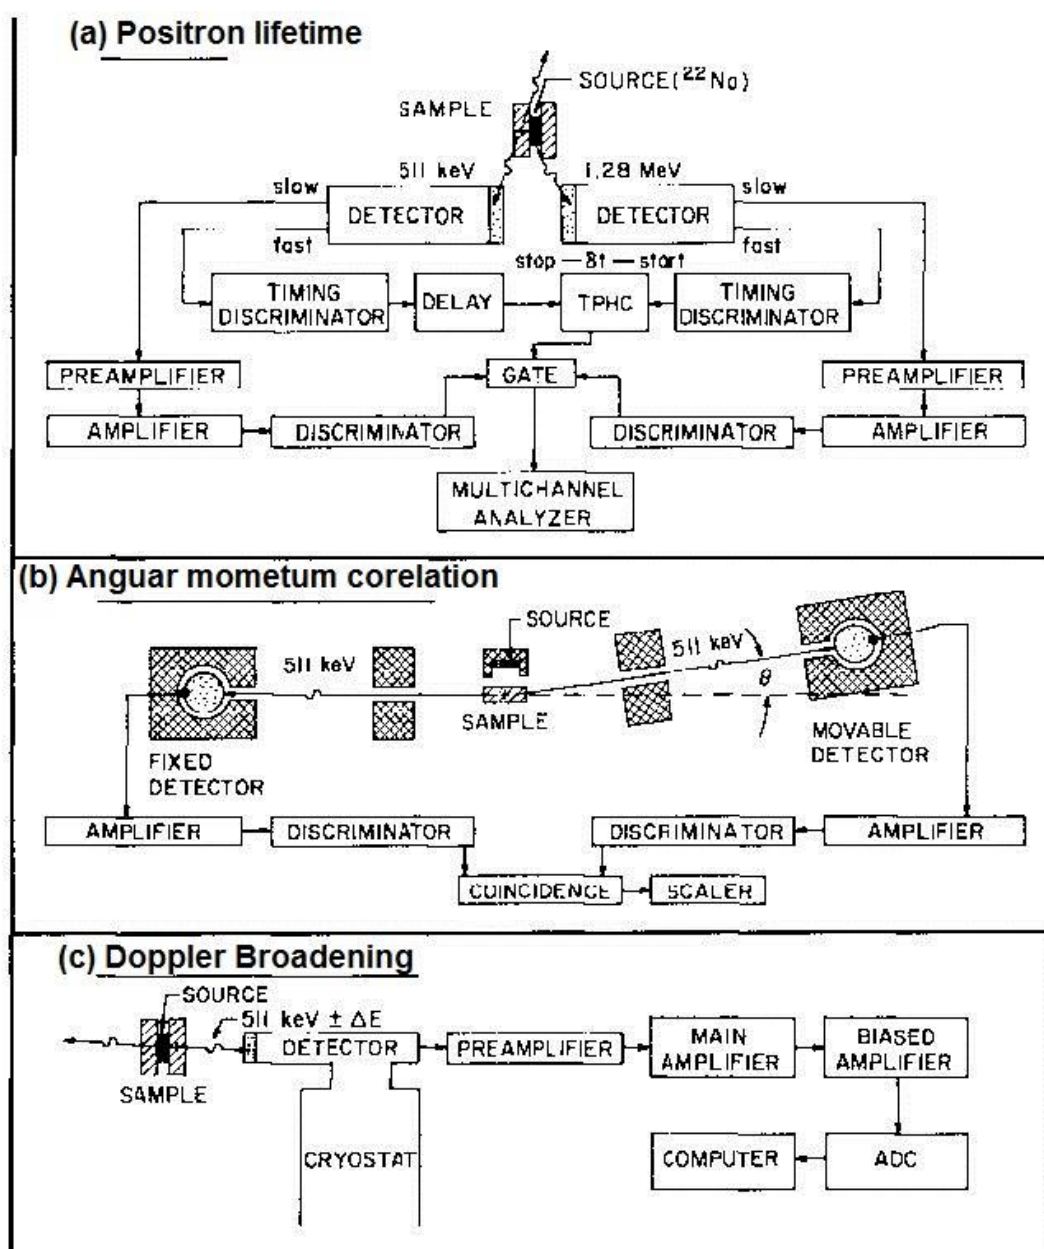 (a) Positron lifetime
SOURCE(²²Na)
SAMPLE
511 keV
1,28 MeV
slow
DETECTOR
DETECTOR
slow
fast
fast
stop — δt — start
TIMING
DISCRIMINATOR
DELAY
TPHC
TIMING
DISCRIMINATOR
PREAMPLIFIER
GATE
PREAMPLIFIER
AMPLIFIER
DISCRIMINATOR
DISCRIMINATOR
AMPLIFIER
MULTICHANNEL
ANALYZER
(b) Anguar mometum corelation
SOURCE
511 keV
511 keV
θ
SAMPLE
FIXED
DETECTOR
MOVABLE
DETECTOR
AMPLIFIER
DISCRIMINATOR
DISCRIMINATOR
AMPLIFIER
COINCIDENCE
SCALER
(c) Doppler Broadening
SOURCE
511 keV ± ΔE
DETECTOR
PREAMPLIFIER
MAIN
AMPLIFIER
BIASED
AMPLIFIER
SAMPLE
CRYOSTAT
COMPUTER
ADC